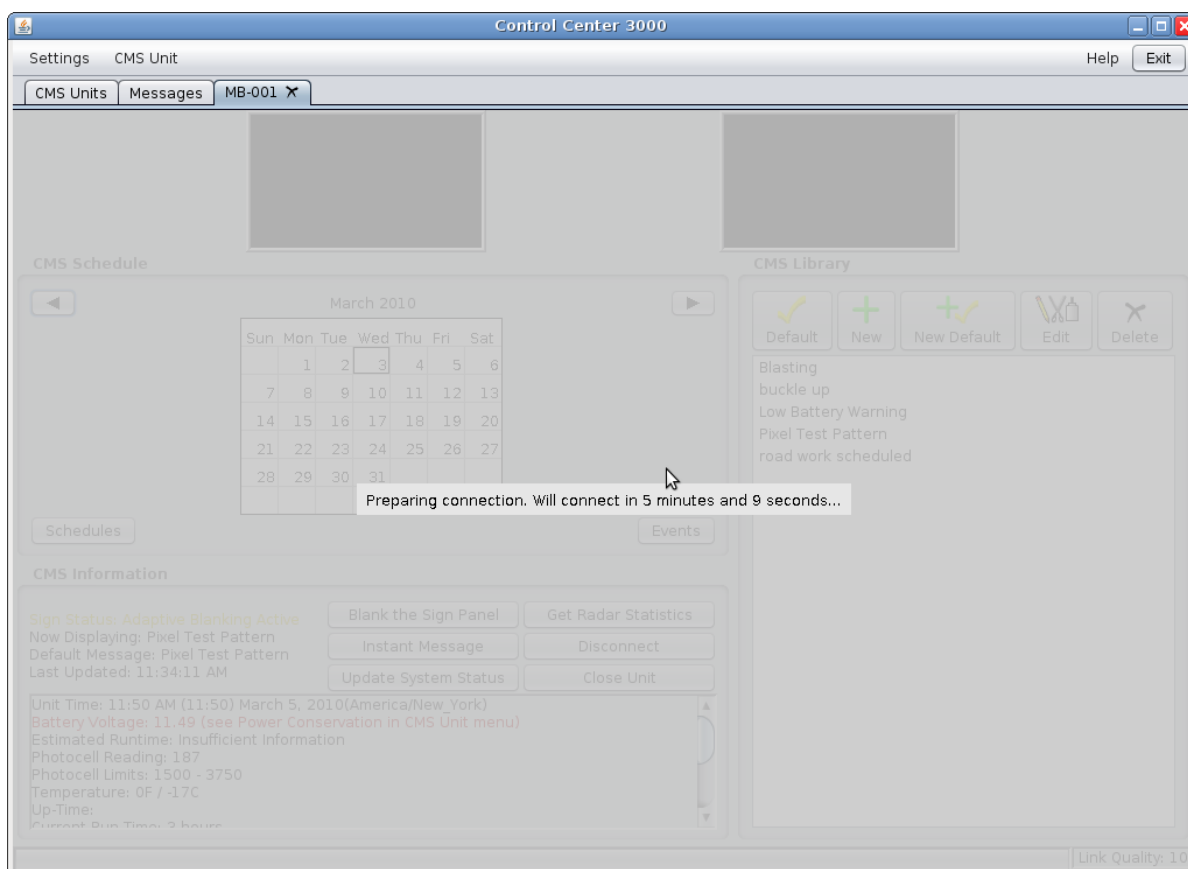 Control Center 3000
Settings CMS Unit Help Exit
CMS Units Messages MB-001
CMS Schedule
March 2010
Sun Mon Tue Wed Thu Fri Sat
1 2 3 4 5 6
7 8 9 10 11 12 13
14 15 16 17 18 19 20
21 22 23 24 25 26 27
28 29 30 31
Schedules Events
CMS Library
Default New New Default Edit Delete
Blasting
buckle up
Low Battery Warning
Pixel Test Pattern
road work scheduled
Preparing connection. Will connect in 5 minutes and 9 seconds...
CMS Information
Sign Status: Adaptive Blanking Active
Now Displaying: Pixel Test Pattern
Default Message: Pixel Test Pattern
Last Updated: 11:34:11 AM
Blank the Sign Panel Get Radar Statistics
Instant Message Disconnect
Update System Status Close Unit
Unit Time: 11:50 AM (11:50) March 5, 2010(America/New_York)
Battery Voltage: 11.49 (see Power Conservation in CMS Unit menu)
Estimated Runtime: Insufficient Information
Photocell Reading: 187
Photocell Limits: 1500 - 3750
Temperature: 0F / -17C
Up-Time:
Current Run Time: 3 hours
Link Quality: 10